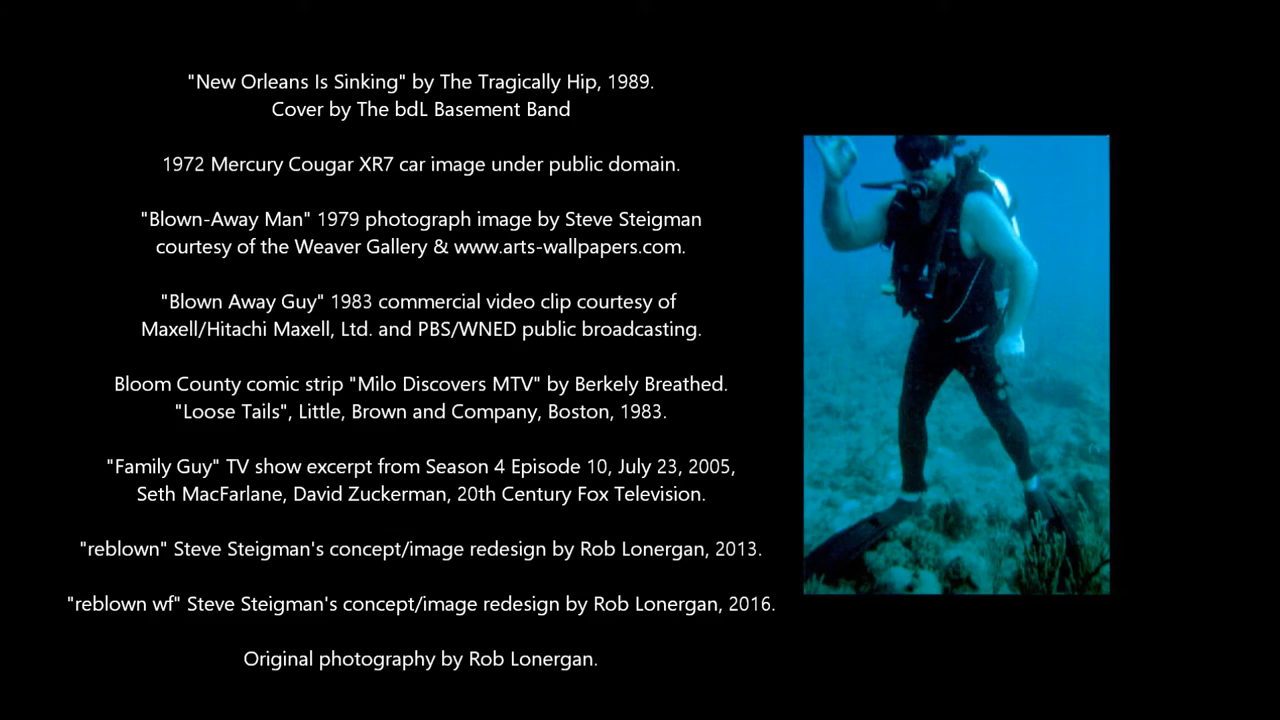 "New Orleans Is Sinking" by The Tragically Hip, 1989.
Cover by The bdL Basement Band
1972 Mercury Cougar XR7 car image under public domain.
"Blown-Away Man" 1979 photograph image by Steve Steigman
courtesy of the Weaver Gallery & www.arts-wallpapers.com.
"Blown Away Guy" 1983 commercial video clip courtesy of
Maxell/Hitachi Maxell, Ltd. and PBS/WNED public broadcasting.
Bloom County comic strip "Milo Discovers MTV" by Berkely Breathed.
"Loose Tails", Little, Brown and Company, Boston, 1983.
"Family Guy" TV show excerpt from Season 4 Episode 10, July 23, 2005,
Seth MacFarlane, David Zuckerman, 20th Century Fox Television.
"reblown" Steve Steigman's concept/image redesign by Rob Lonergan, 2013.
"reblown wf" Steve Steigman's concept/image redesign by Rob Lonergan, 2016.
Original photography by Rob Lonergan.